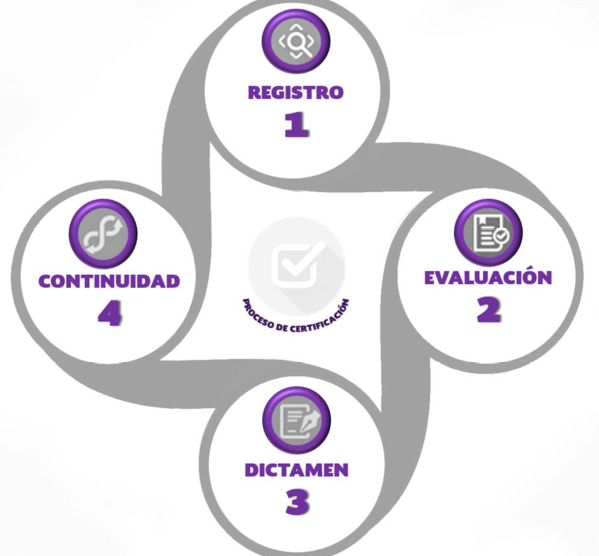 REGISTRO
1
EVALUACIÓN
2
DICTAMEN
3
CONTINUIDAD
4
PROCESO DE CERTIFICACIÓN